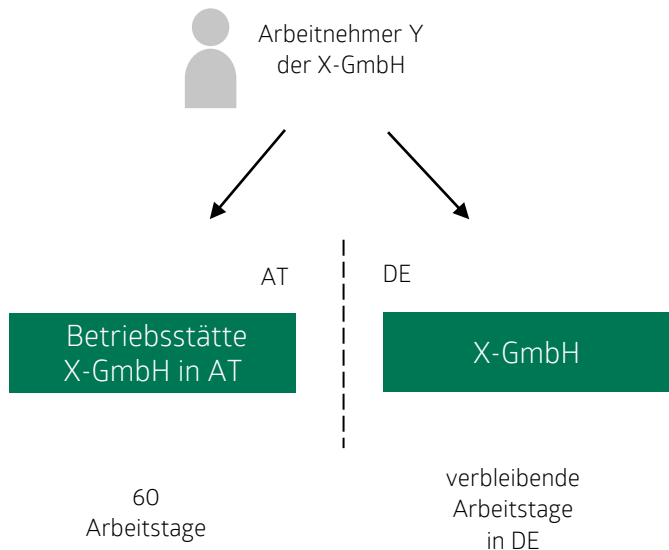 Arbeitnehmer Y
der X-GmbH
AT
DE
Betriebsstätte
X-GmbH in AT
X-GmbH
60
Arbeitstage
verbleibende
Arbeitstage
in DE